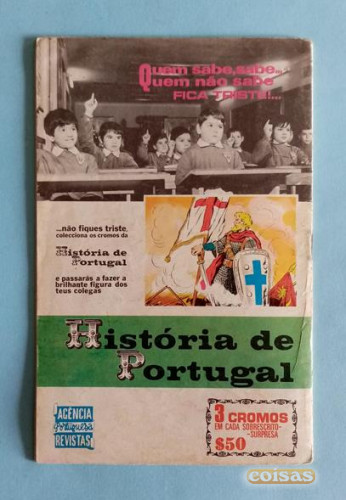 Quem sabe, sabe...
Quem não sabe
FICA TRISTE!...
...não fiques triste,
colecciona os cromos da
História de
Portugal
e passarás a fazer a
brilhante figura dos
teus colegas
História de
Portugal
AGÊNCIA
Portuguesa
REVISTAS
3 CROMOS
EM CADA SOBRESCRITO-
-SURPRESA
$50
coisas